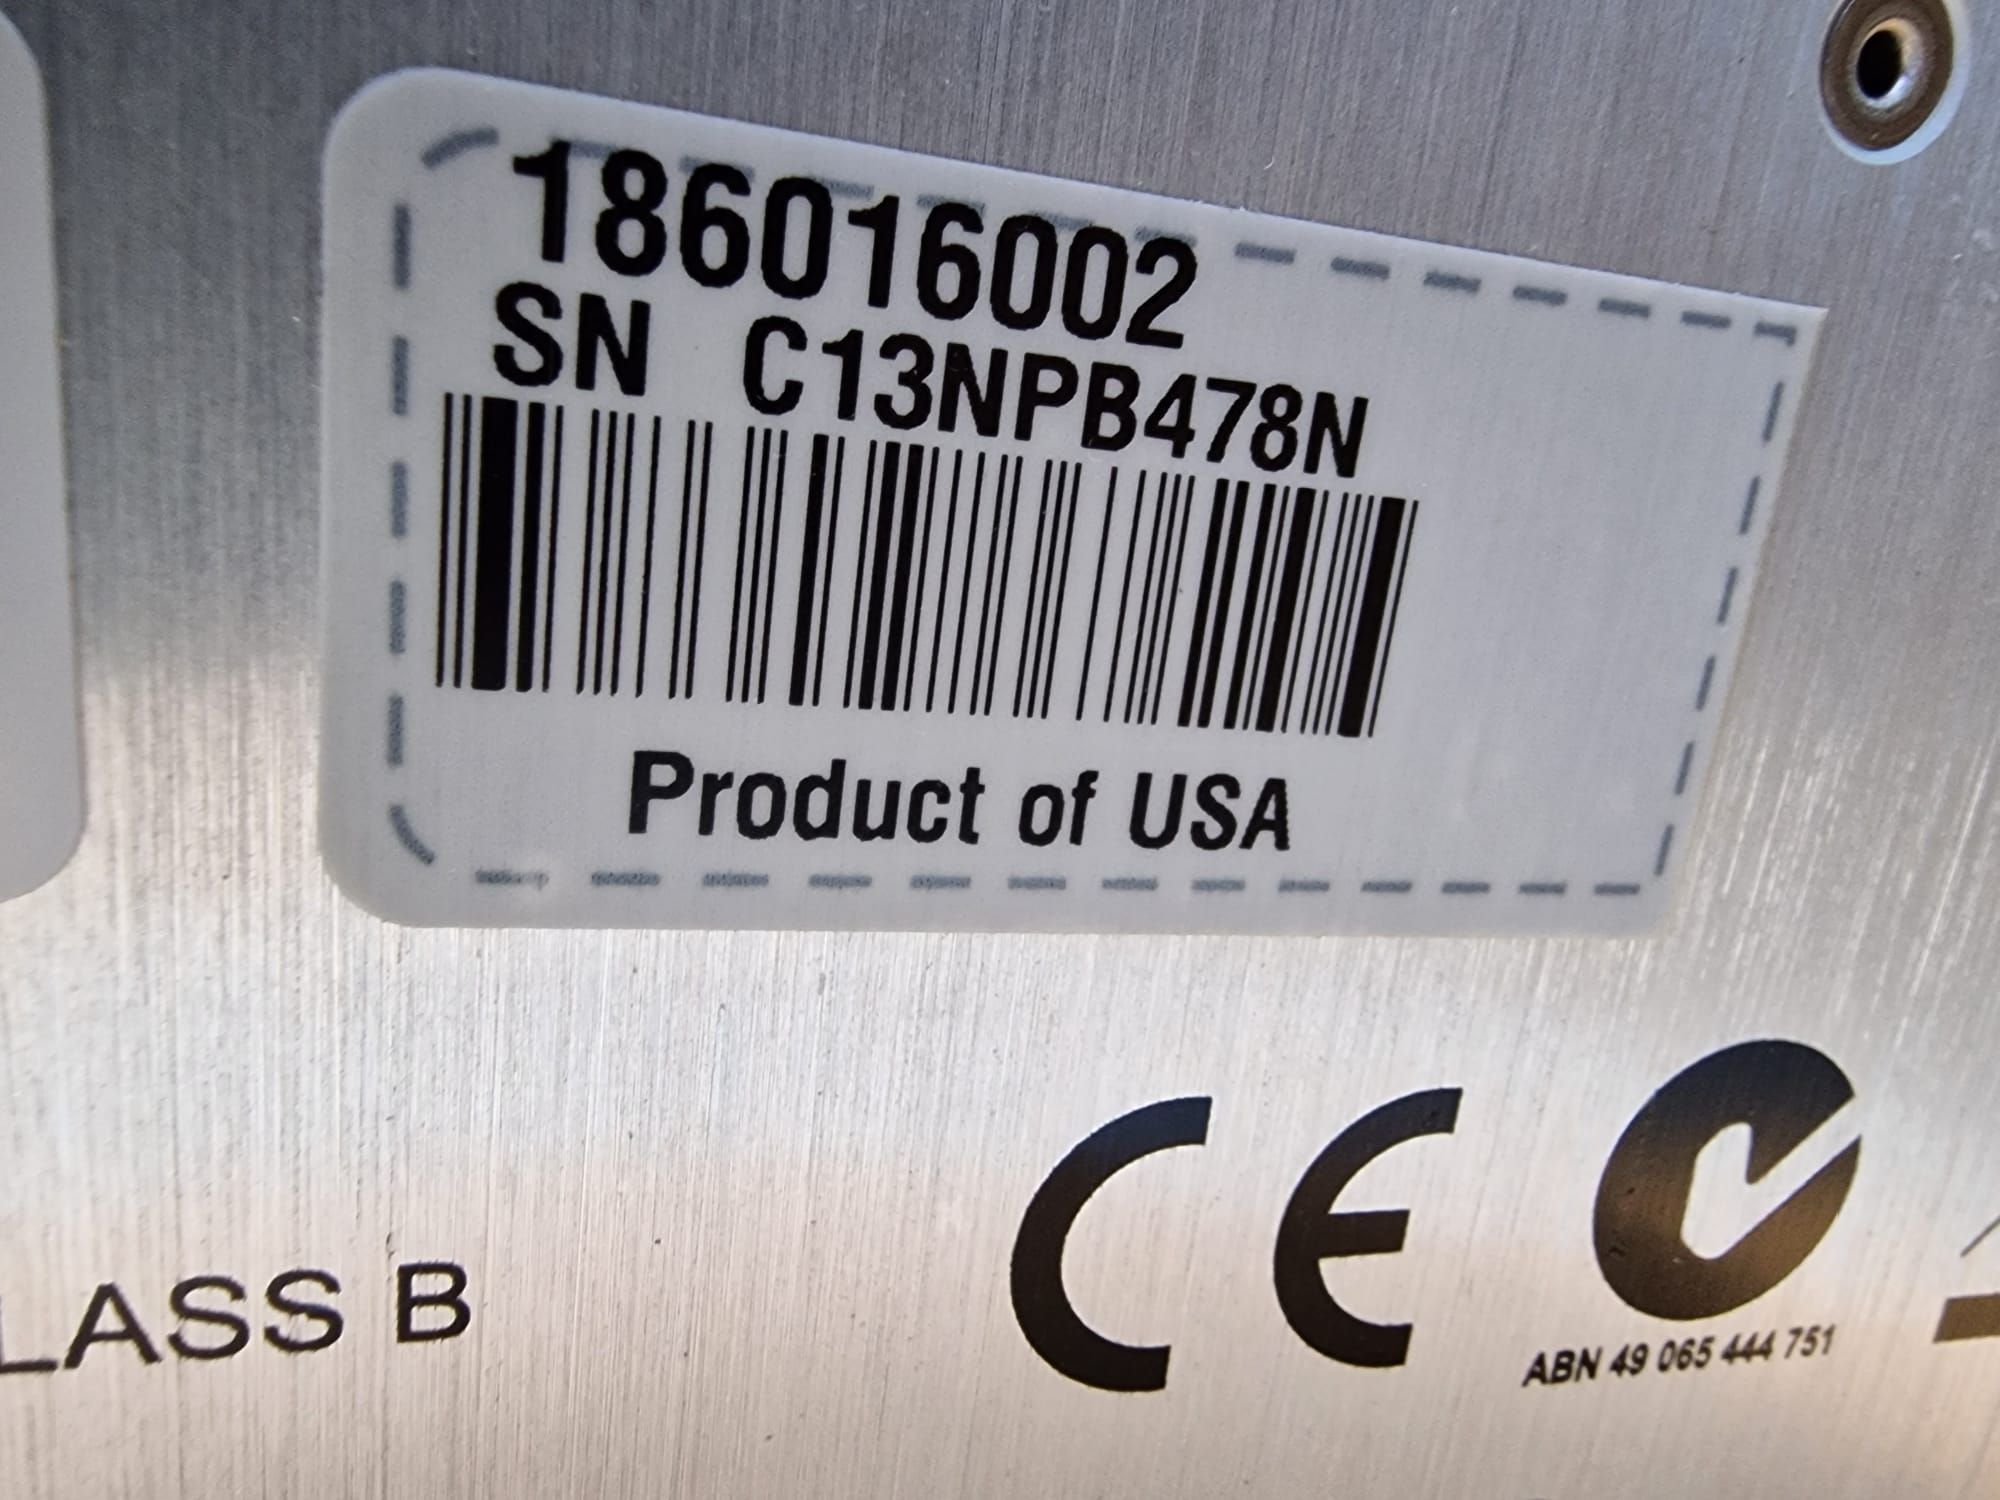 186016002
SN C13NPB478N
Product of USA
LASS B
CE
ABN 49 065 444 751